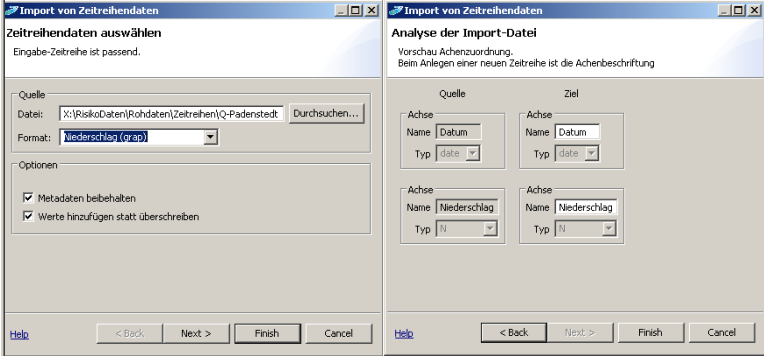 Import von Zeitreihendaten
Zeitreihendaten auswählen
Eingabe-Zeitreihe ist passend.
Quelle
Datei: X:\RisikoDaten\Rohdaten\Zeitreihen\Q-Padenstedt Durchsuchen...
Format: Niederschlag (grap)
Optionen
Metadaten beibehalten
Werte hinzufügen statt überschreiben
Help < Back Next > Finish Cancel
Import von Zeitreihendaten
Analyse der Import-Datei
Vorschau Achenzuordnung.
Beim Anlegen einer neuen Zeitreihe ist die Achenbeschriftung
Quelle Ziel
Achse Achse
Name Datum Name Datum
Typ date Typ date
Achse Achse
Name Niederschlag Name Niederschlag
Typ N Typ N
Help < Back Next > Finish Cancel